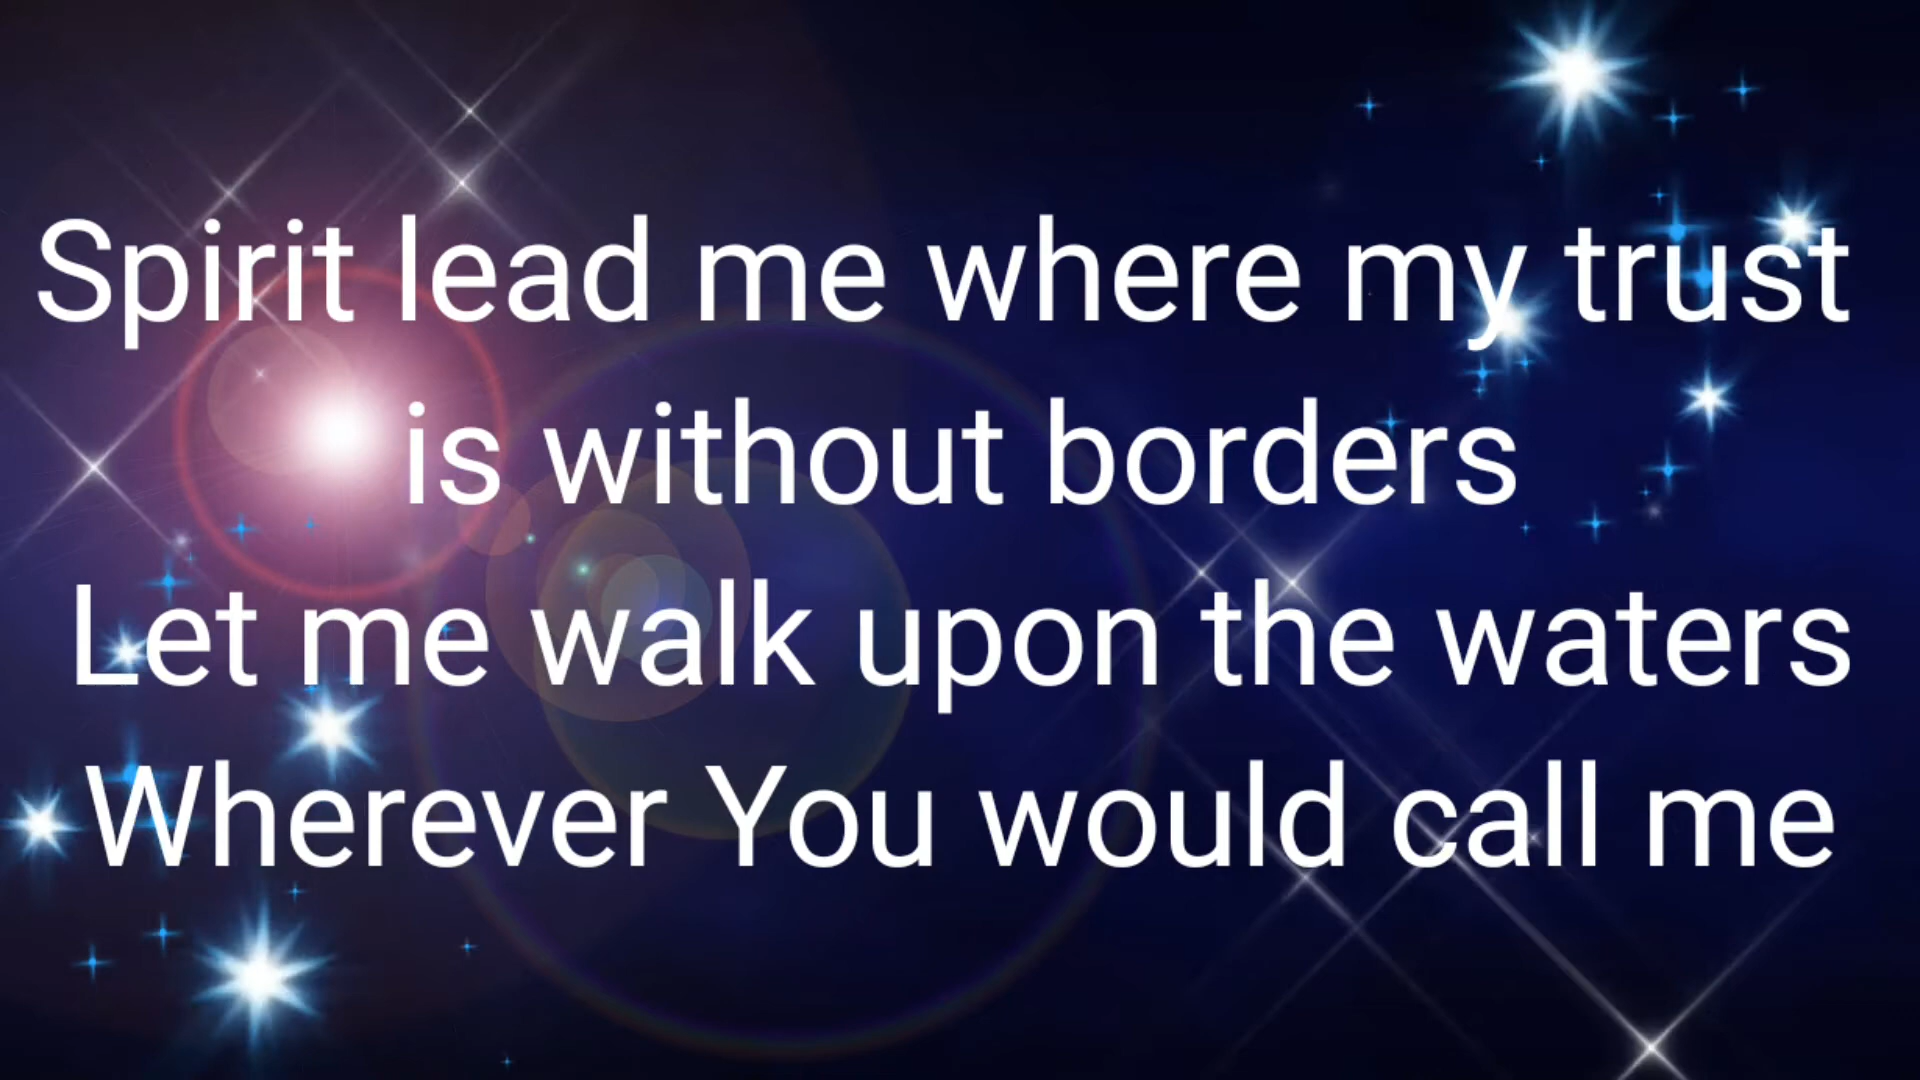 Spirit lead me where my trust
is without borders
Let me walk upon the waters
Wherever You would call me